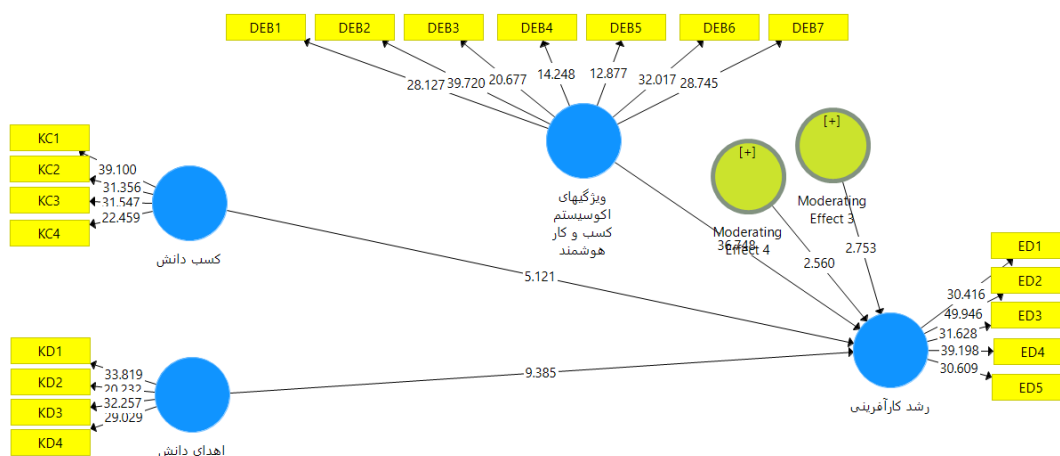 DEB1
DEB2
DEB3
DEB4
DEB5
DEB6
DEB7
28.127
39.720
20.677
14.248
12.877
32.017
28.745
KC1
KC2
KC3
KC4
39.100
31.356
31.547
22.459
کسب دانش
ویژگیهای
اکوسیستم
کسب و کار
هوشمند
[+]
Moderating
Effect 4
[+]
Moderating
Effect 3
36.748
2.560
2.753
5.121
9.385
KD1
KD2
KD3
KD4
33.819
20.232
32.257
29.029
اهدای دانش
رشد کارآفرینی
ED1
ED2
ED3
ED4
ED5
30.416
49.946
31.628
39.198
30.609